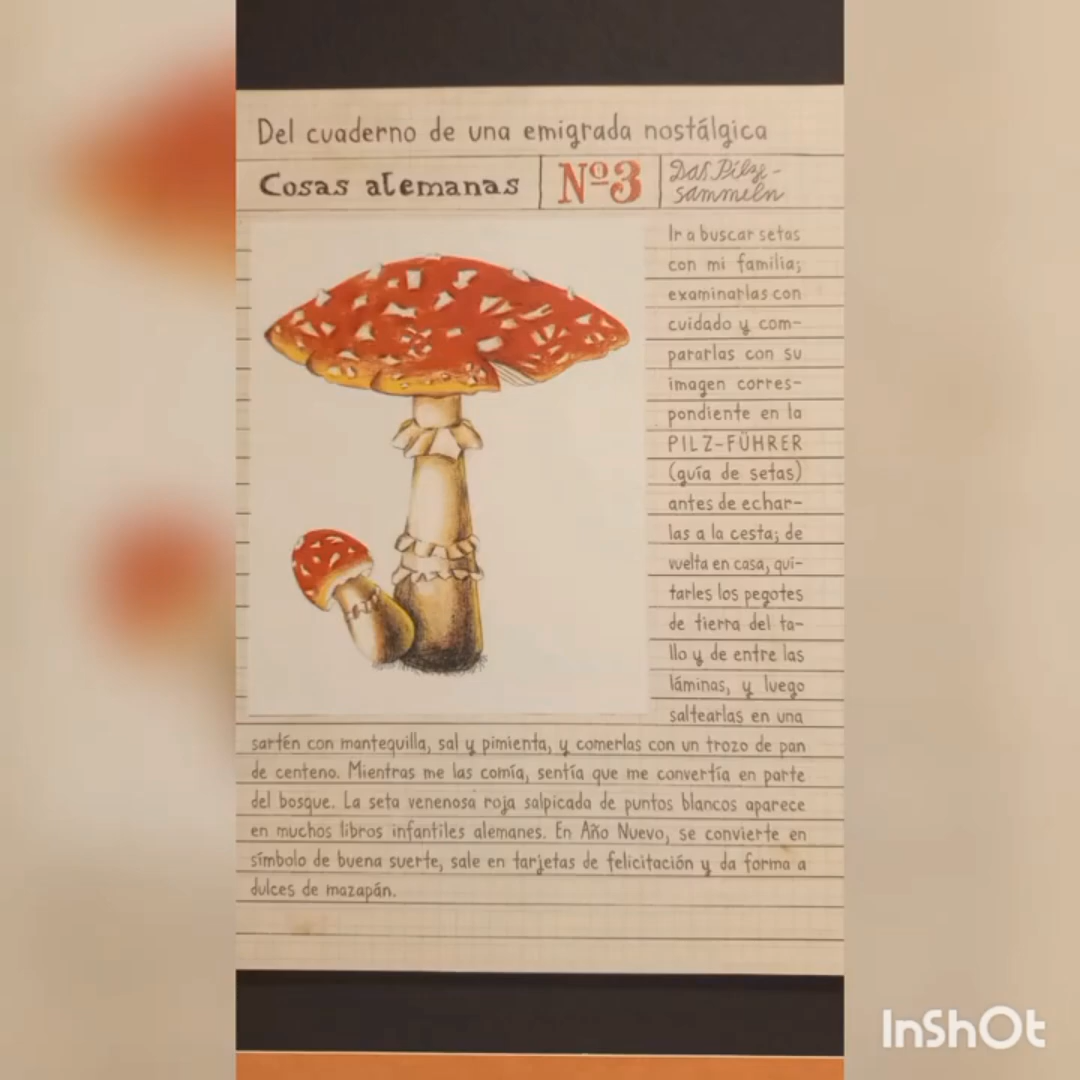 Del cuaderno de una emigrada nostálgica
Cosas alemanas
Nº3
Das Pilze-
sammeln
Ir a buscar setas
con mi familia;
examinarlas con
cuidado y com-
pararlas con su
imagen corres-
pondiente en la
PILZ-FÜHRER
(guía de setas)
antes de echar-
las a la cesta; de
vuelta en casa, qui-
tarles los pegotes
de tierra del ta-
llo y de entre las
láminas, y luego
saltearlas en una
sartén con mantequilla, sal y pimienta, y comerlas con un trozo de pan
de centeno. Mientras me las comía, sentía que me convertía en parte
del bosque. La seta venenosa roja salpicada de puntos blancos aparece
en muchos libros infantiles alemanes. En Año Nuevo, se convierte en
símbolo de buena suerte, sale en tarjetas de felicitación y da forma a
dulces de mazapán.
InShOt